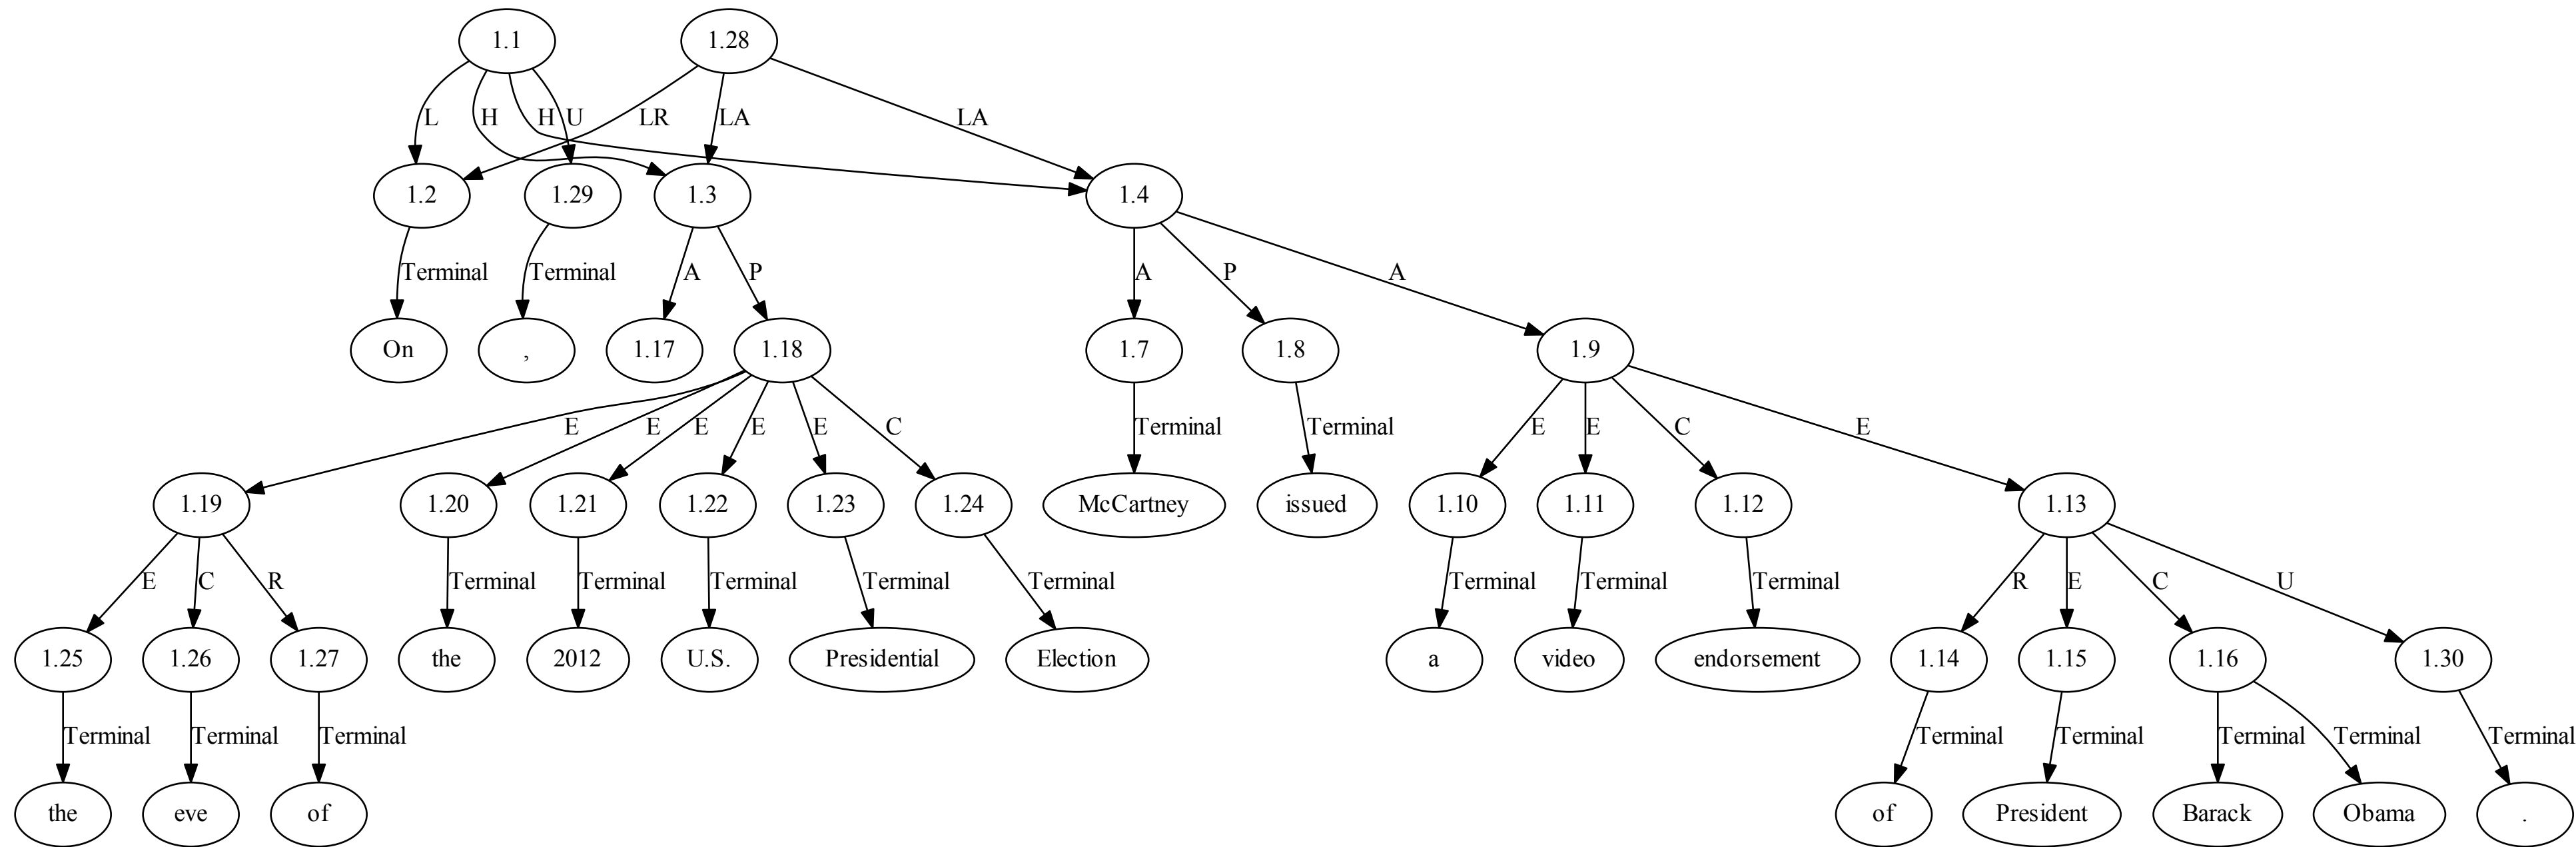 1.1 1.28
L H H U LR LA LA
1.2 1.29 1.3 1.4
Terminal Terminal A P A P A
On , 1.17 1.18 1.7 1.8 1.9
E E E E E C Terminal Terminal E E C E
1.19 1.20 1.21 1.22 1.23 1.24 McCartney issued 1.10 1.11 1.12 1.13
E C R Terminal Terminal Terminal Terminal Terminal Terminal Terminal Terminal R E C U
1.25 1.26 1.27 the 2012 U.S. Presidential Election a video endorsement 1.14 1.15 1.16 1.30
Terminal Terminal Terminal Terminal Terminal Terminal Terminal Terminal
the eve of of President Barack Obama .